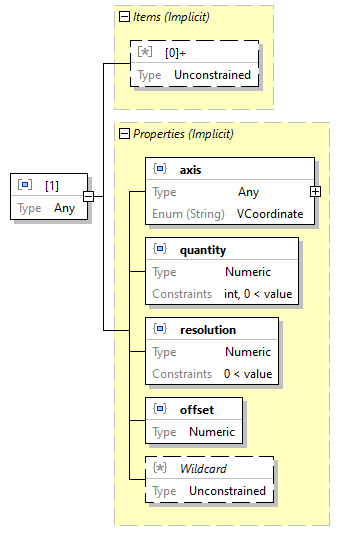 Items (Implicit)
[0]+
Type Unconstrained
[1]
Type Any
Properties (Implicit)
axis
Type Any
Enum (String) VCoordinate
quantity
Type Numeric
Constraints int, 0 < value
resolution
Type Numeric
Constraints 0 < value
offset
Type Numeric
Wildcard
Type Unconstrained